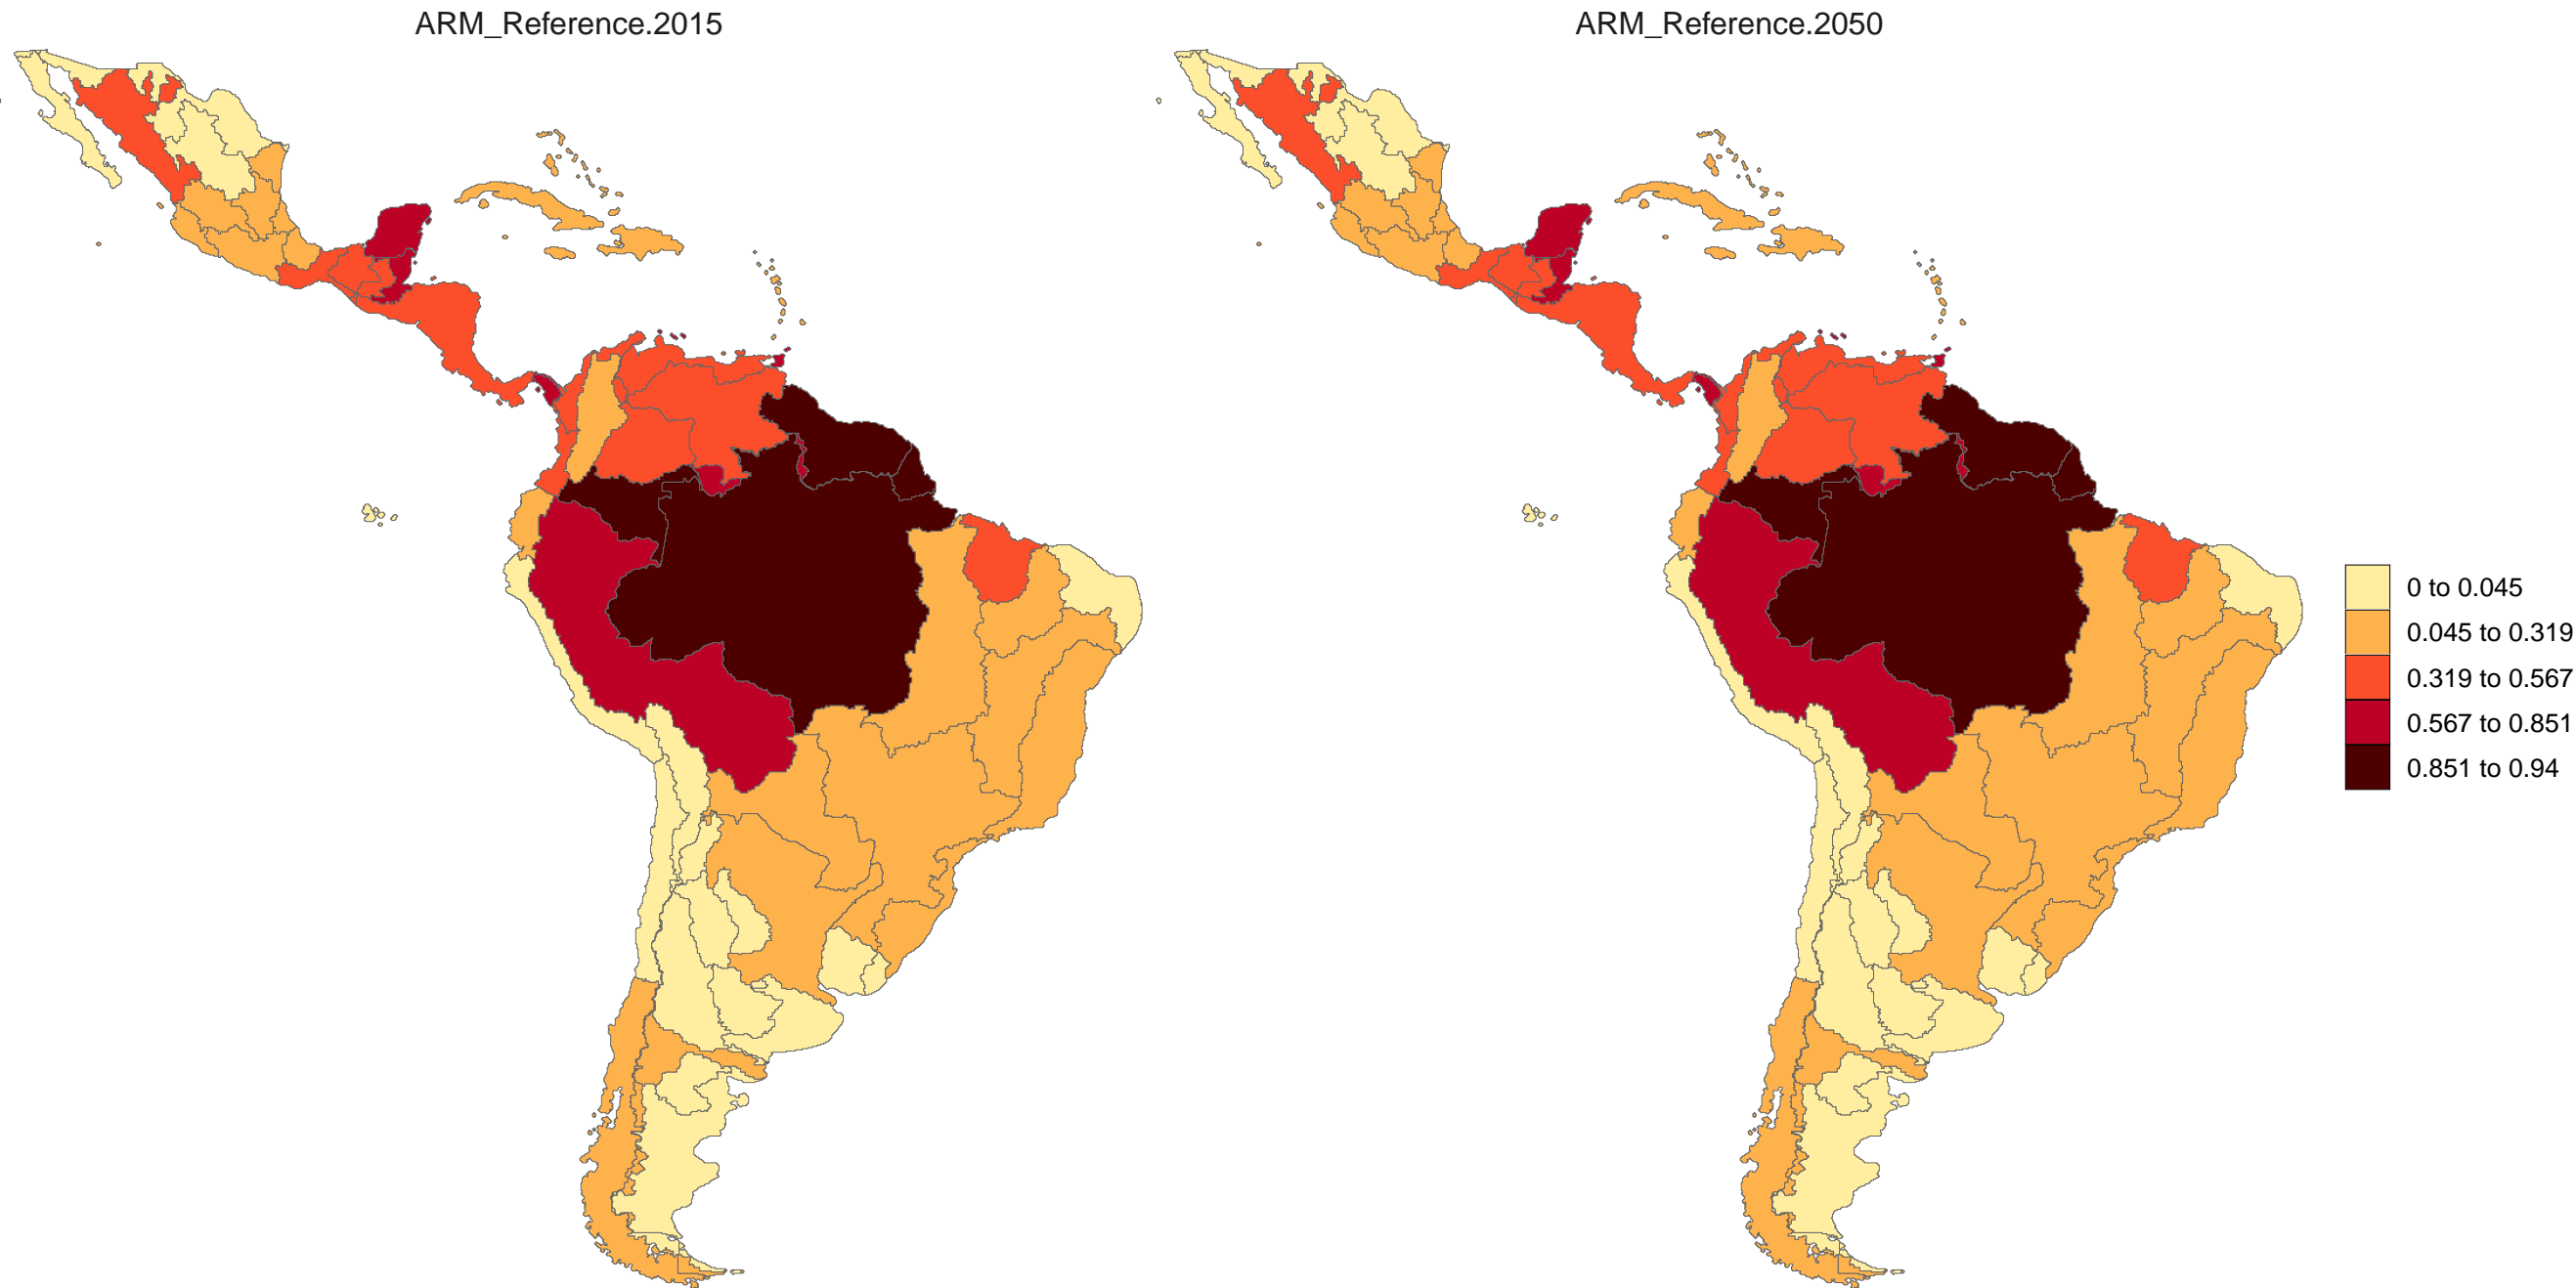 ARM_Reference.2015
ARM_Reference.2050
0 to 0.045
0.045 to 0.319
0.319 to 0.567
0.567 to 0.851
0.851 to 0.94